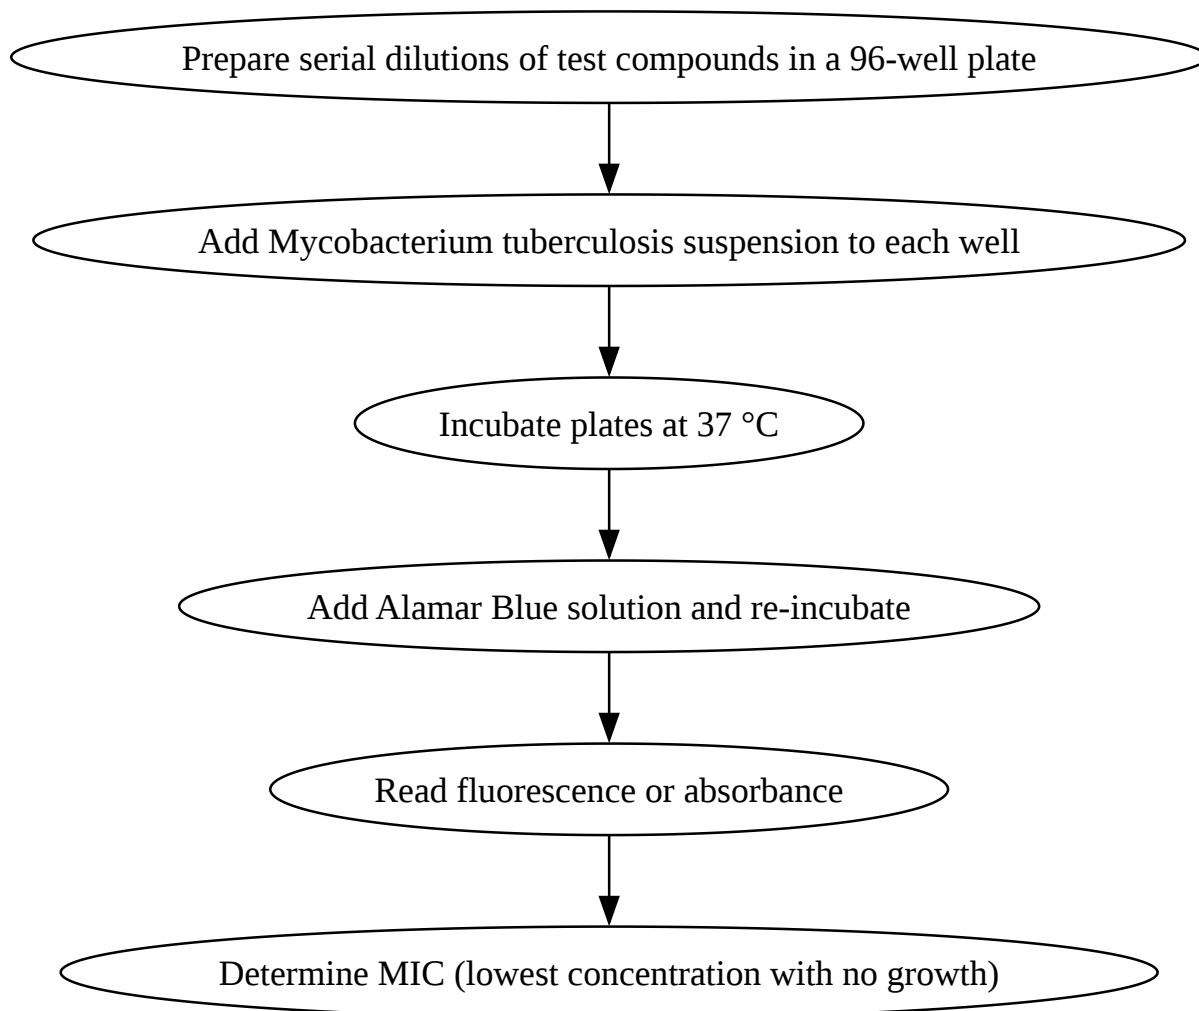 Prepare serial dilutions of test compounds in a 96-well plate
Add Mycobacterium tuberculosis suspension to each well
Incubate plates at 37 °C
Add Alamar Blue solution and re-incubate
Read fluorescence or absorbance
Determine MIC (lowest concentration with no growth)